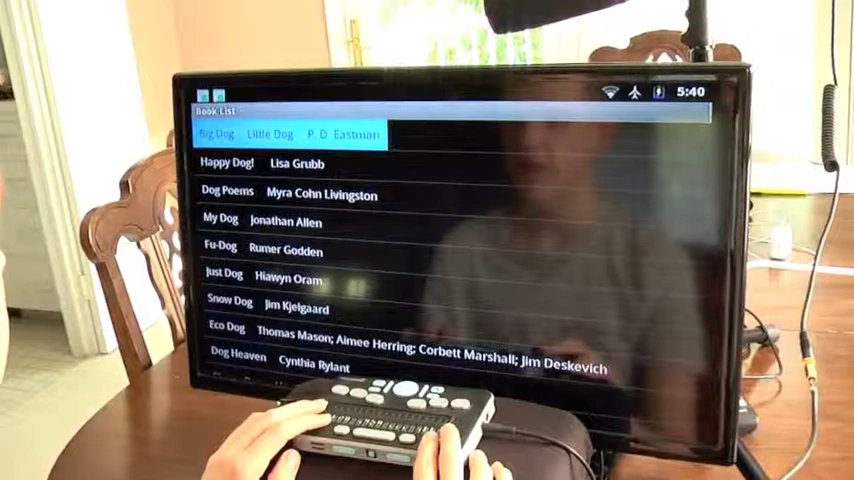 5:40
Book List
Big Dog Little Dog P. D. Eastman
Happy Dog! Lisa Grubb
Dog Poems Myra Cohn Livingston
My Dog Jonathan Allen
Fu-Dog Rumer Godden
Just Dog Hiawyn Oram
Snow Dog Jim Kjelgaard
Eco Dog Thomas Mason; Aimee Herring; Corbett Marshall; Jim Deskevich
Dog Heaven Cynthia Rylant